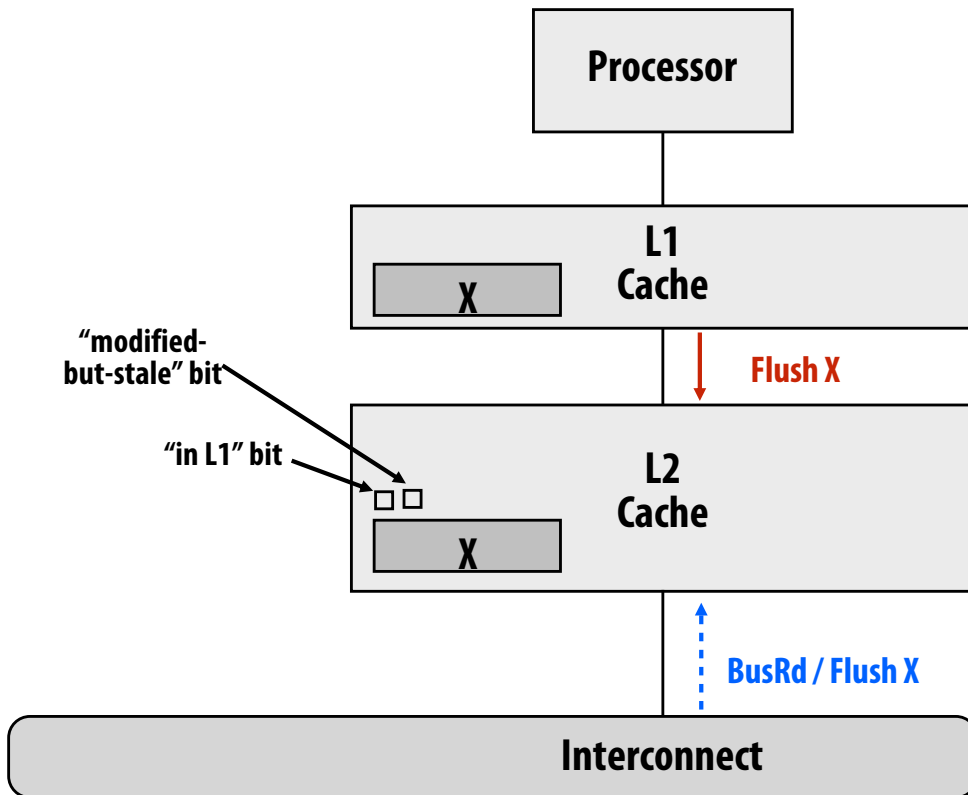 Processor
L1
Cache
X
“modified-
but-stale” bit
Flush X
“in L1” bit
L2
Cache
X
BusRd / Flush X
Interconnect